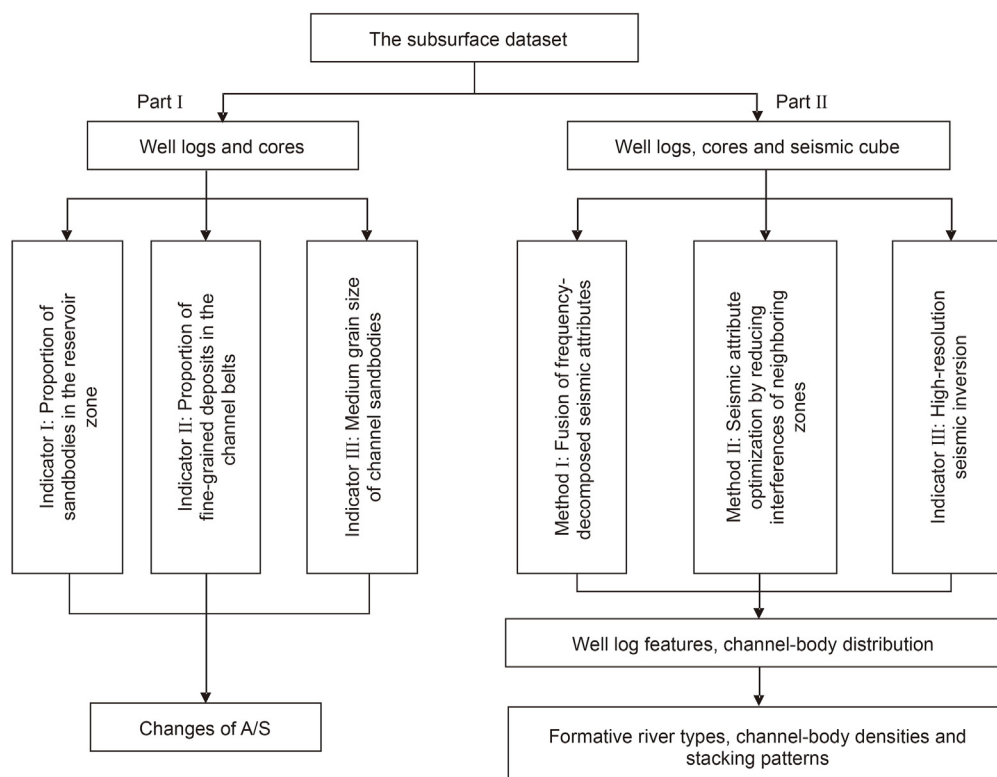 The subsurface dataset
Part I
Part II
Well logs and cores
Well logs, cores and seismic cube
Indicator I: Proportion of
sandbodies in the reservoir
zone
Indicator II: Proportion of
fine-grained deposits in the
channel belts
Indicator III: Medium grain size
of channel sandbodies
Method I: Fusion of frequency-
decomposed seismic attributes
Method II: Seismic attribute
optimization by reducing
interferences of neighboring
zones
Indicator III: High-resolution
seismic inversion
Well log features, channel-body distribution
Changes of A/S
Formative river types, channel-body densities and
stacking patterns